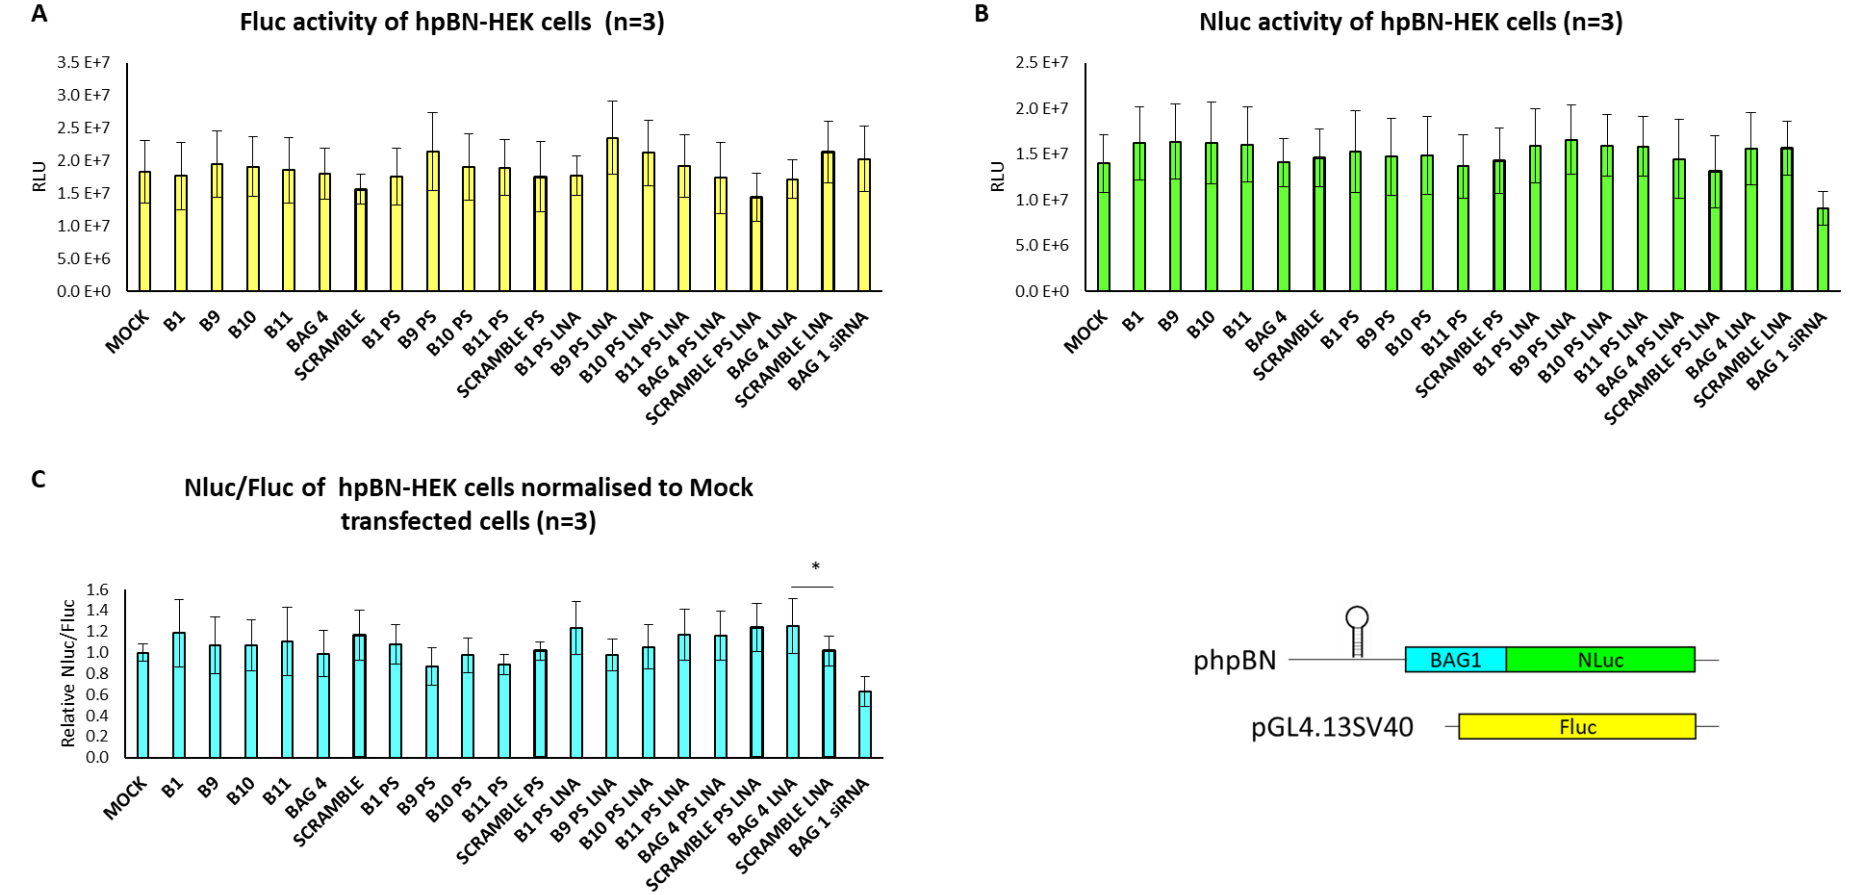 A
Fluc activity of hpBN-HEK cells (n=3)
3.5 E+7
3.0 E+7
2.5 E+7
2.0 E+7
1.5 E+7
1.0 E+7
5.0 E+6
0.0 E+0
RLU
MOCK
B1
B9
B10
B11
BAG 4
SCRAMBLE
B1 PS
B9 PS
B10 PS
B11 PS
SCRAMBLE PS
B1 PS LNA
B9 PS LNA
B10 PS LNA
B11 PS LNA
BAG 4 PS LNA
SCRAMBLE PS LNA
BAG 4 LNA
SCRAMBLE LNA
BAG 1 siRNA
B
Nluc activity of hpBN-HEK cells (n=3)
2.5 E+7
2.0 E+7
1.5 E+7
1.0 E+7
5.0 E+6
0.0 E+0
RLU
MOCK
B1
B9
B10
B11
BAG 4
SCRAMBLE
B1 PS
B9 PS
B10 PS
B11 PS
SCRAMBLE PS
B1 PS LNA
B9 PS LNA
B10 PS LNA
B11 PS LNA
BAG 4 PS LNA
SCRAMBLE PS LNA
BAG 4 LNA
SCRAMBLE LNA
BAG 1 siRNA
C
Nluc/Fluc of hpBN-HEK cells normalised to Mock
transfected cells (n=3)
*
1.6
1.4
1.2
1.0
0.8
0.6
0.4
0.2
0.0
Relative Nluc/Fluc
MOCK
B1
B9
B10
B11
BAG 4
SCRAMBLE
B1 PS
B9 PS
B10 PS
B11 PS
SCRAMBLE PS
B1 PS LNA
B9 PS LNA
B10 PS LNA
B11 PS LNA
BAG 4 PS LNA
SCRAMBLE PS LNA
BAG 4 LNA
SCRAMBLE LNA
BAG 1 siRNA
phpBN BAG1 NLuc
pGL4.13SV40 Fluc